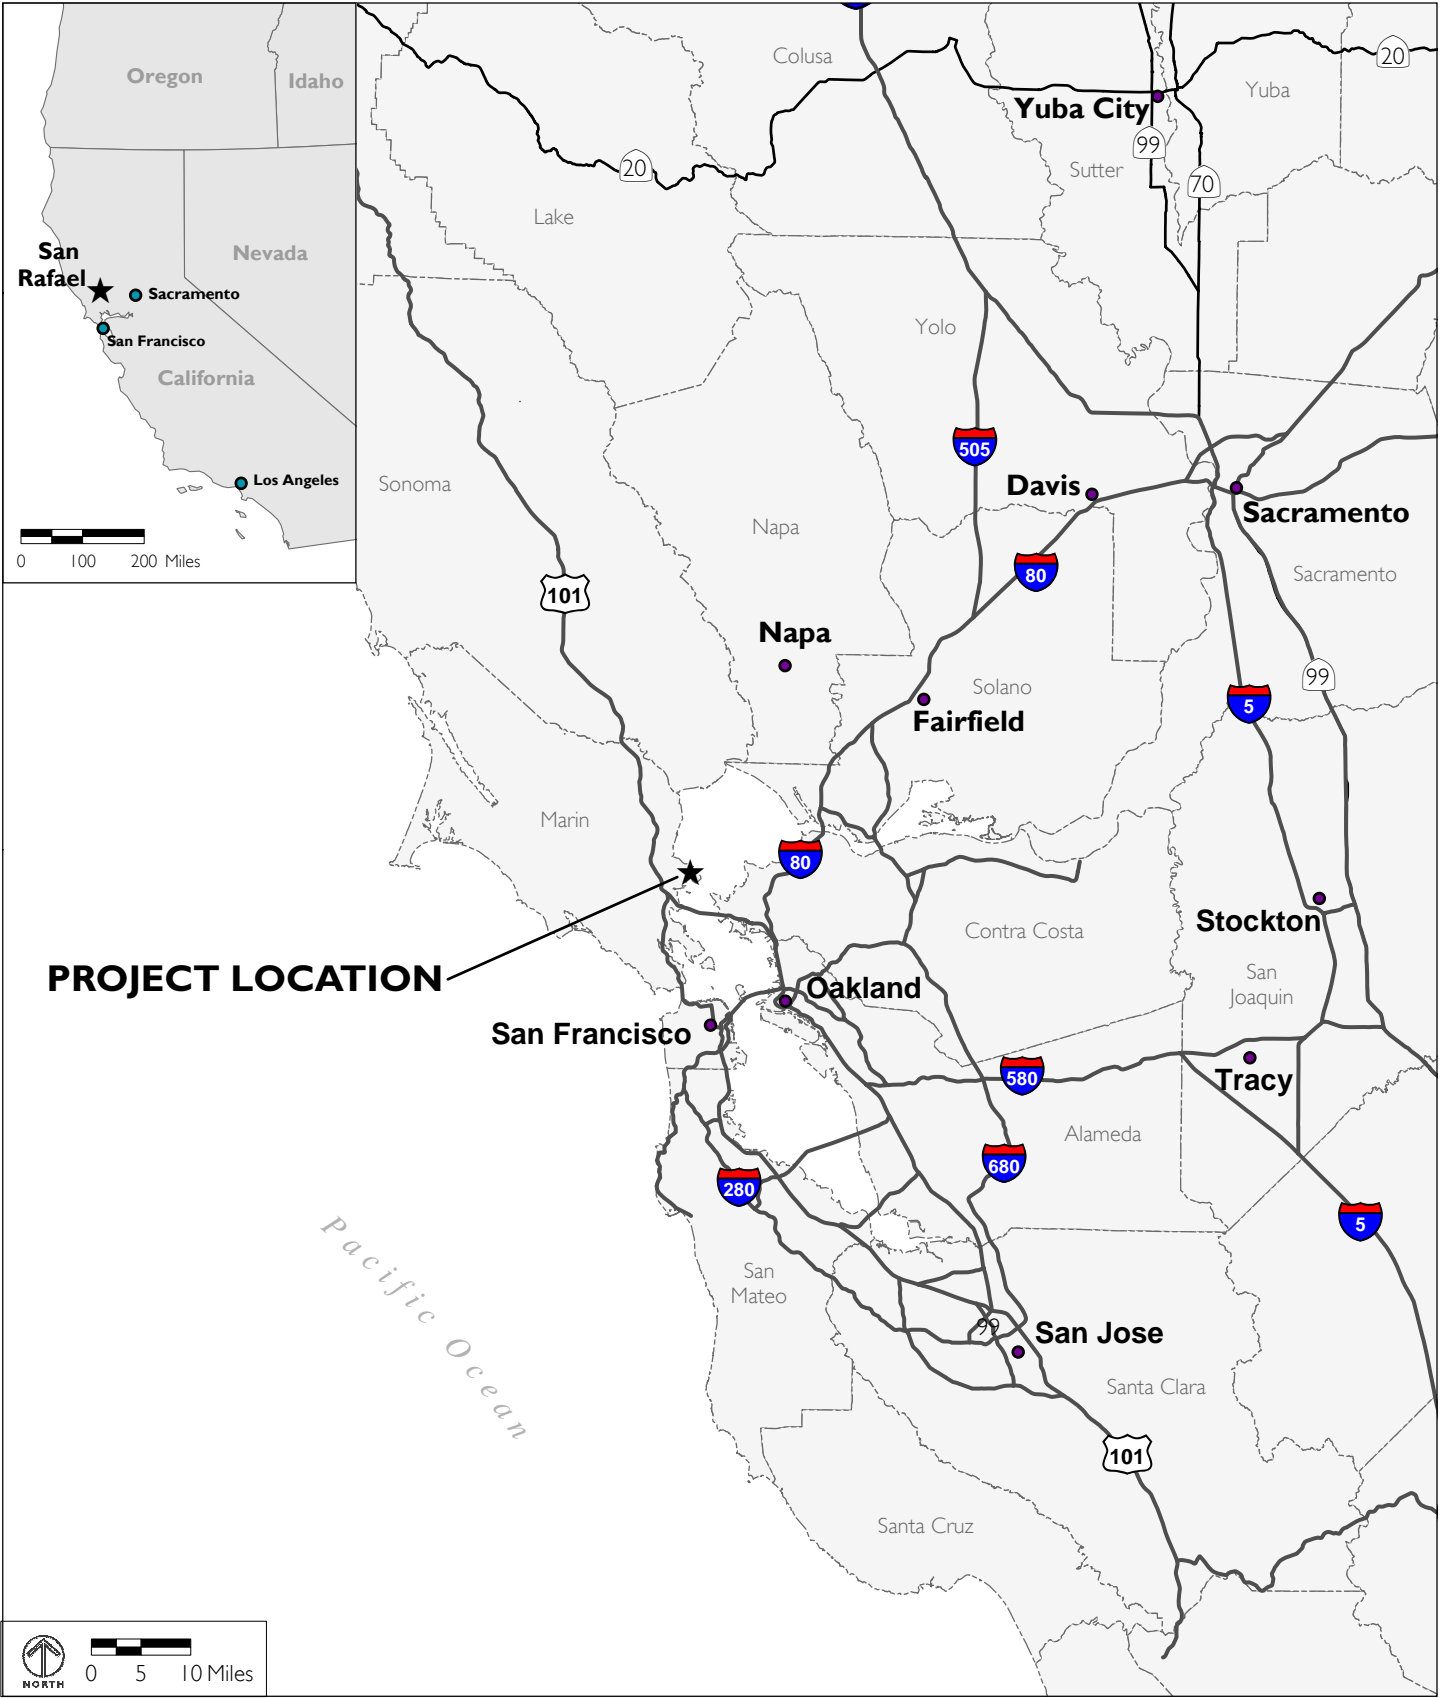 Oregon
Idaho
Nevada
San
Rafael
Sacramento
San Francisco
California
Los Angeles
0 100 200 Miles
Colusa
20
Yuba City
Yuba
99
20
Sutter
70
Lake
Yolo
505
Davis
Sacramento
Sonoma
Napa
80
Sacramento
101
Napa
99
Solano
5
Fairfield
Marin
80
Stockton
Contra Costa
PROJECT LOCATION
San
Joaquin
Oakland
San Francisco
580
Tracy
Alameda
680
280
5
Pacific Ocean
San
Mateo
99
San Jose
Santa Clara
101
Santa Cruz
NORTH
0 5 10 Miles